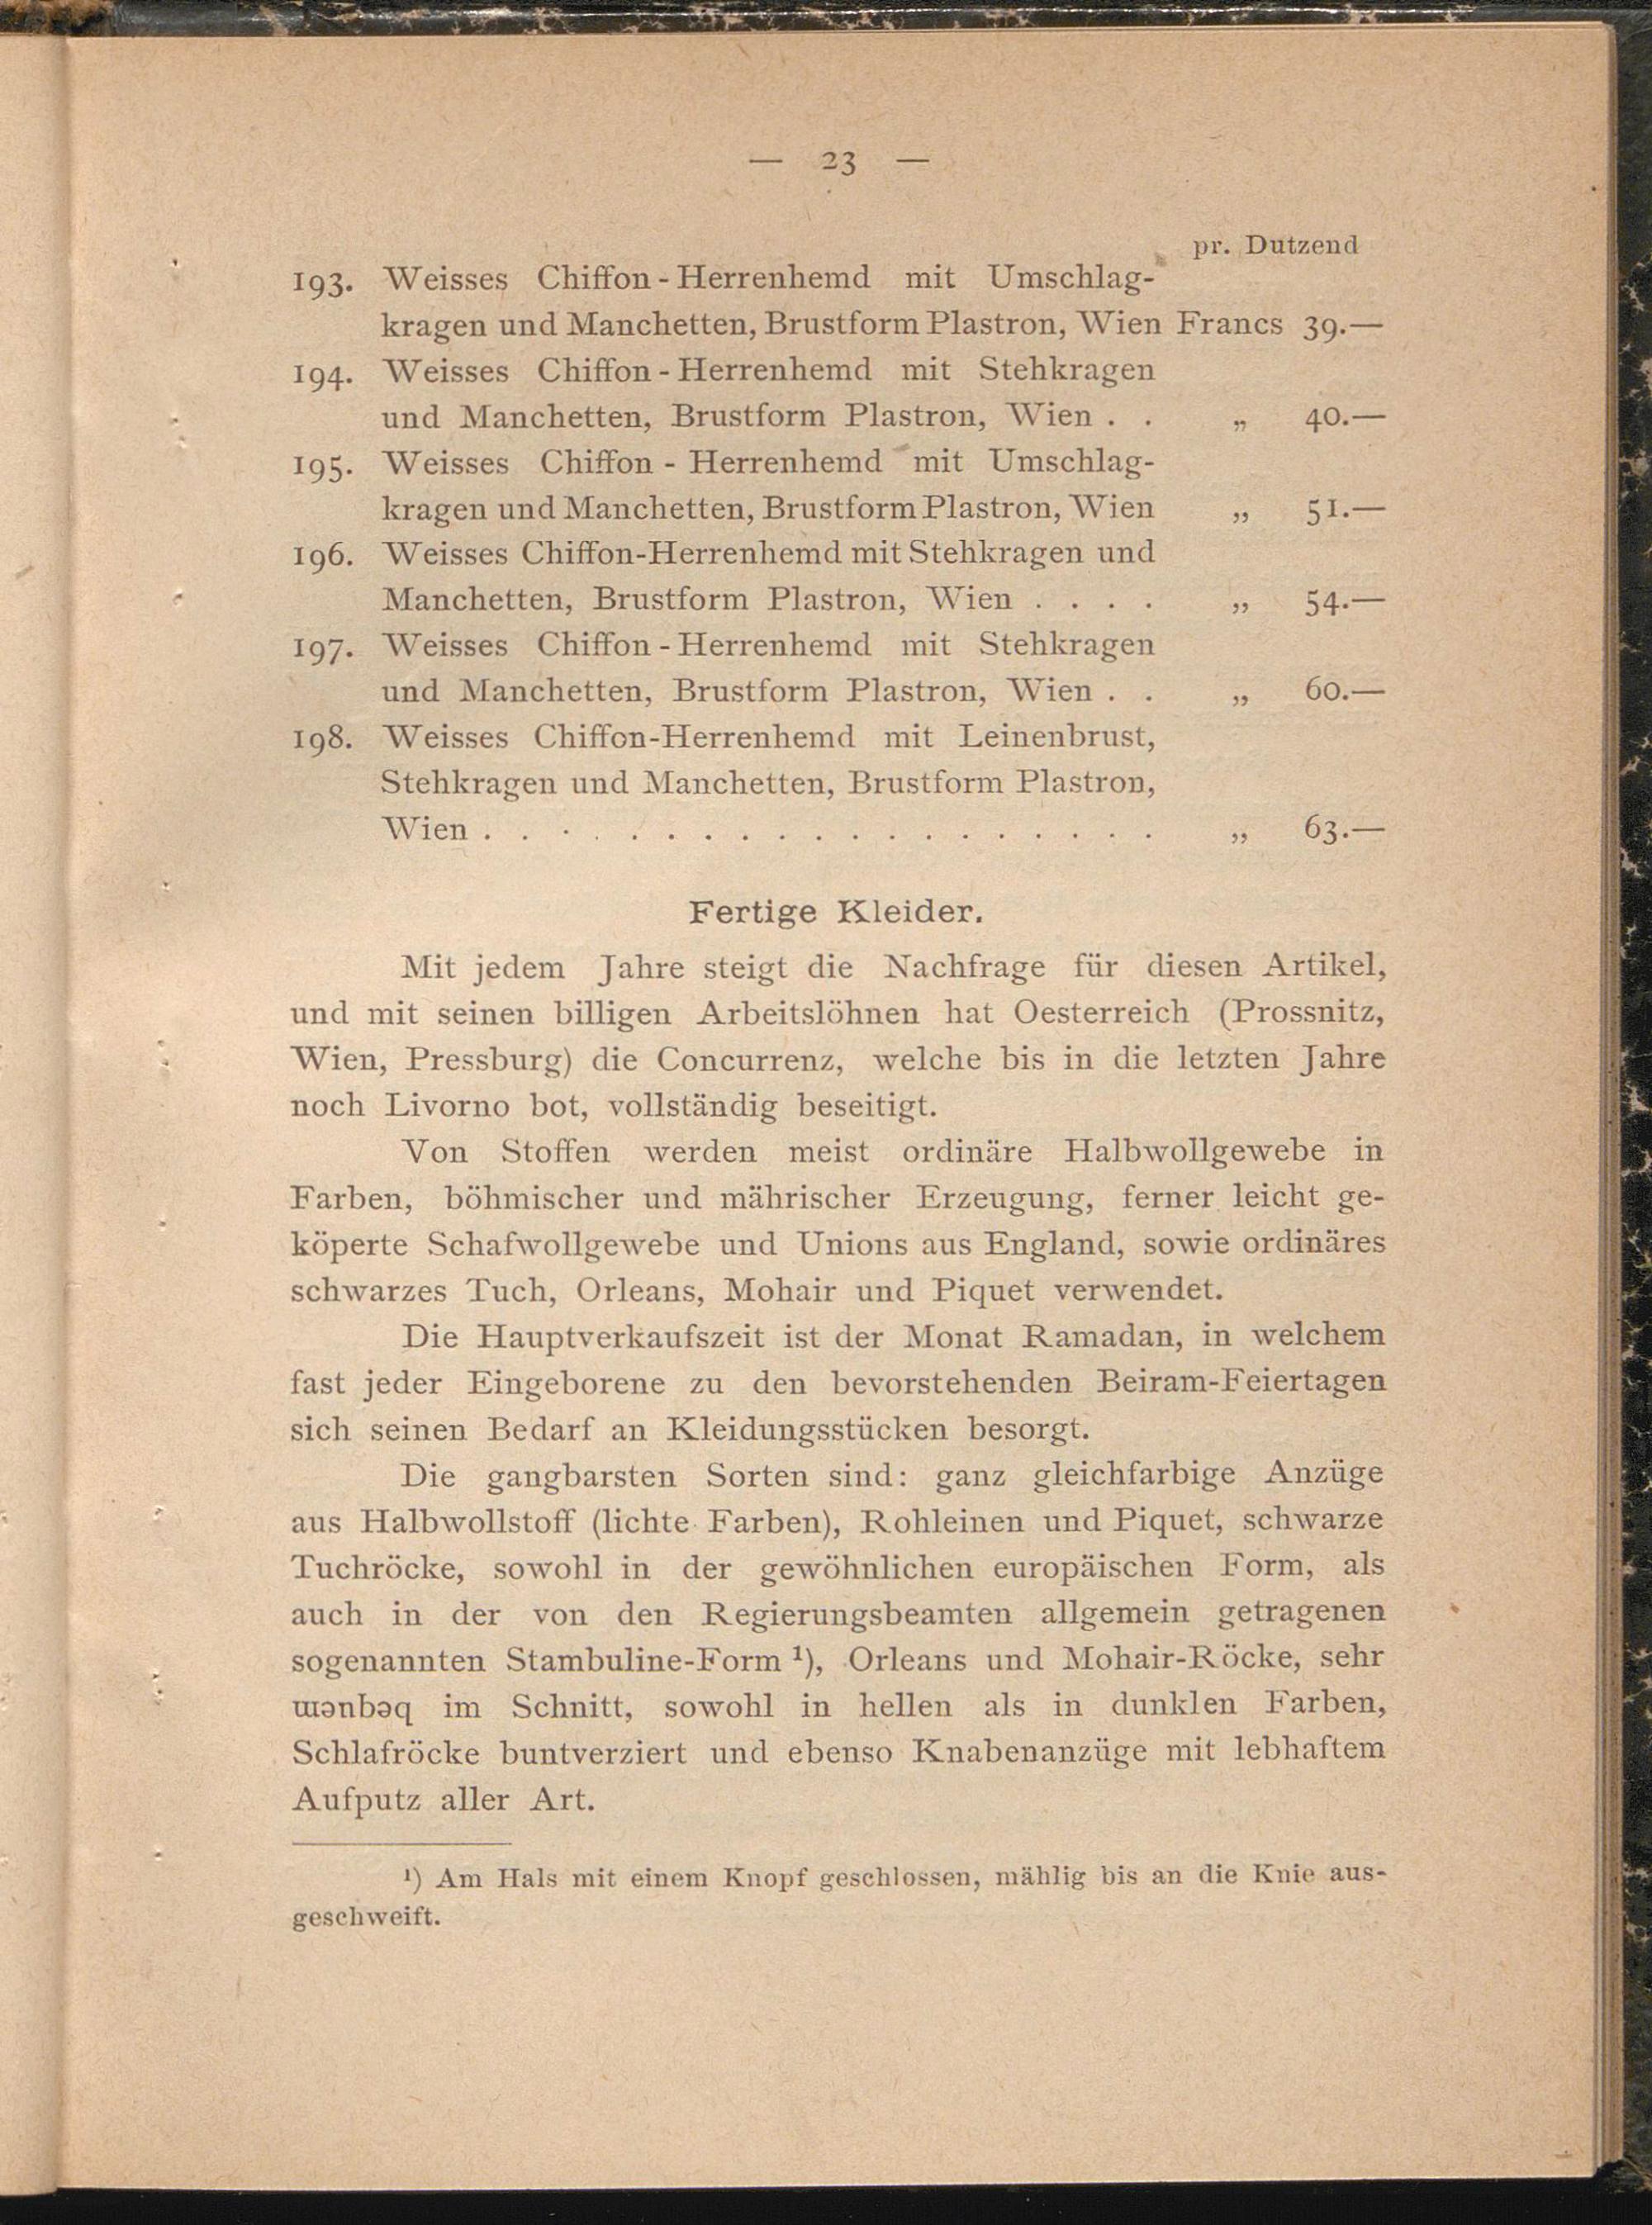 — 23 —
pr. Dutzend
193. Weisses Chiffon-Herrenhemd mit Umschlag-
kragen und Manchetten, Brustform Plastron, Wien Francs 39.—
194. Weisses Chiffon-Herrenhemd mit Stehkragen
und Manchetten, Brustform Plastron, Wien . . „ 40.—
195. Weisses Chiffon-Herrenhemd mit Umschlag-
kragen und Manchetten, Brustform Plastron, Wien „ 51.—
196. Weisses Chiffon-Herrenhemd mit Stehkragen und
Manchetten, Brustform Plastron, Wien . . . . „ 54.—
197. Weisses Chiffon-Herrenhemd mit Stehkragen
und Manchetten, Brustform Plastron, Wien . . „ 60.—
198. Weisses Chiffon-Herrenhemd mit Leinenbrust,
Stehkragen und Manchetten, Brustform Plastron,
Wien . . . . . . . . . . . . . . . . . . . „ 63.—
Fertige Kleider.
Mit jedem Jahre steigt die Nachfrage für diesen Artikel,
und mit seinen billigen Arbeitslöhnen hat Oesterreich (Prossnitz,
Wien, Pressburg) die Concurrenz, welche bis in die letzten Jahre
noch Livorno bot, vollständig beseitigt.
Von Stoffen werden meist ordinäre Halbwollgewebe in
Farben, böhmischer und mährischer Erzeugung, ferner leicht ge-
köperte Schafwollgewebe und Unions aus England, sowie ordinäres
schwarzes Tuch, Orleans, Mohair und Piquet verwendet.
Die Hauptverkaufszeit ist der Monat Ramadan, in welchem
fast jeder Eingeborene zu den bevorstehenden Beiram-Feiertagen
sich seinen Bedarf an Kleidungsstücken besorgt.
Die gangbarsten Sorten sind: ganz gleichfarbige Anzüge
aus Halbwollstoff (lichte Farben), Rohleinen und Piquet, schwarze
Tuchröcke, sowohl in der gewöhnlichen europäischen Form, als
auch in der von den Regierungsbeamten allgemein getragenen
sogenannten Stambuline-Form ¹), Orleans und Mohair-Röcke, sehr
bequem im Schnitt, sowohl in hellen als in dunklen Farben,
Schlafröcke buntverziert und ebenso Knabenanzüge mit lebhaftem
Aufputz aller Art.
¹) Am Hals mit einem Knopf geschlossen, mählig bis an die Knie aus-
geschweift.